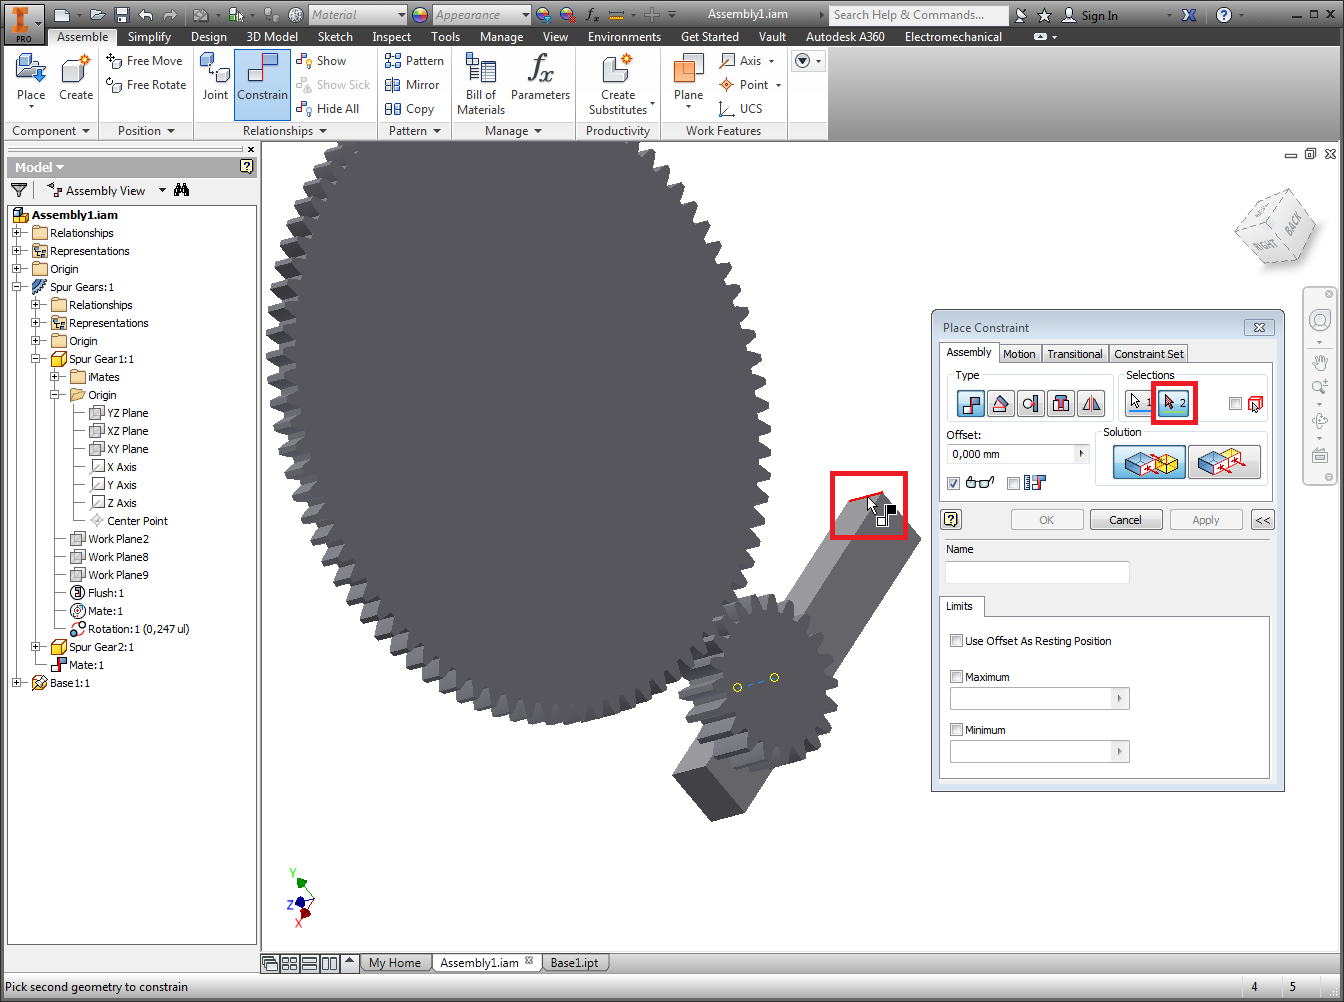 Material
Appearance
Assembly1.iam
Search Help & Commands...
Sign In
PRO
Assemble
Simplify
Design
3D Model
Sketch
Inspect
Tools
Manage
View
Environments
Get Started
Vault
Autodesk A360
Electromechanical
Place
Create
Free Move
Free Rotate
Joint
Constrain
Show
Show Sick
Hide All
Pattern
Mirror
Copy
Bill of
Materials
Parameters
Create
Substitutes
Plane
Axis
Point
UCS
Component
Position
Relationships
Pattern
Manage
Productivity
Work Features
Model
Assembly View
Assembly1.iam
Relationships
Representations
Origin
Spur Gears:1
Relationships
Representations
Origin
Spur Gear1:1
iMates
Origin
YZ Plane
XZ Plane
XY Plane
X Axis
Y Axis
Z Axis
Center Point
Work Plane2
Work Plane8
Work Plane9
Flush:1
Mate:1
Rotation:1 (0,247 ul)
Spur Gear2:1
Mate:1
Base1:1
RIGHT
BACK
Place Constraint
Assembly
Motion
Transitional
Constraint Set
Type
Selections
1
2
Offset:
0,000 mm
Solution
OK
Cancel
Apply
<<
Name
Limits
Use Offset As Resting Position
Maximum
Minimum
Y
Z
X
My Home
Assembly1.iam
Base1.ipt
Pick second geometry to constrain
4
5